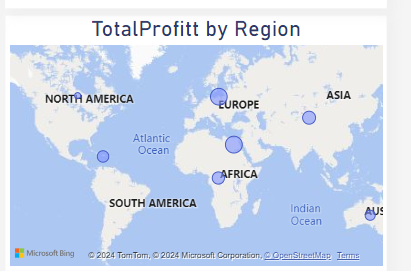 TotalProfitt by Region
NORTH AMERICA
EUROPE
ASIA
Atlantic
Ocean
AFRICA
SOUTH AMERICA
Indian
Ocean
AUS
Microsoft Bing
© 2024 TomTom, © 2024 Microsoft Corporation, © OpenStreetMap Terms